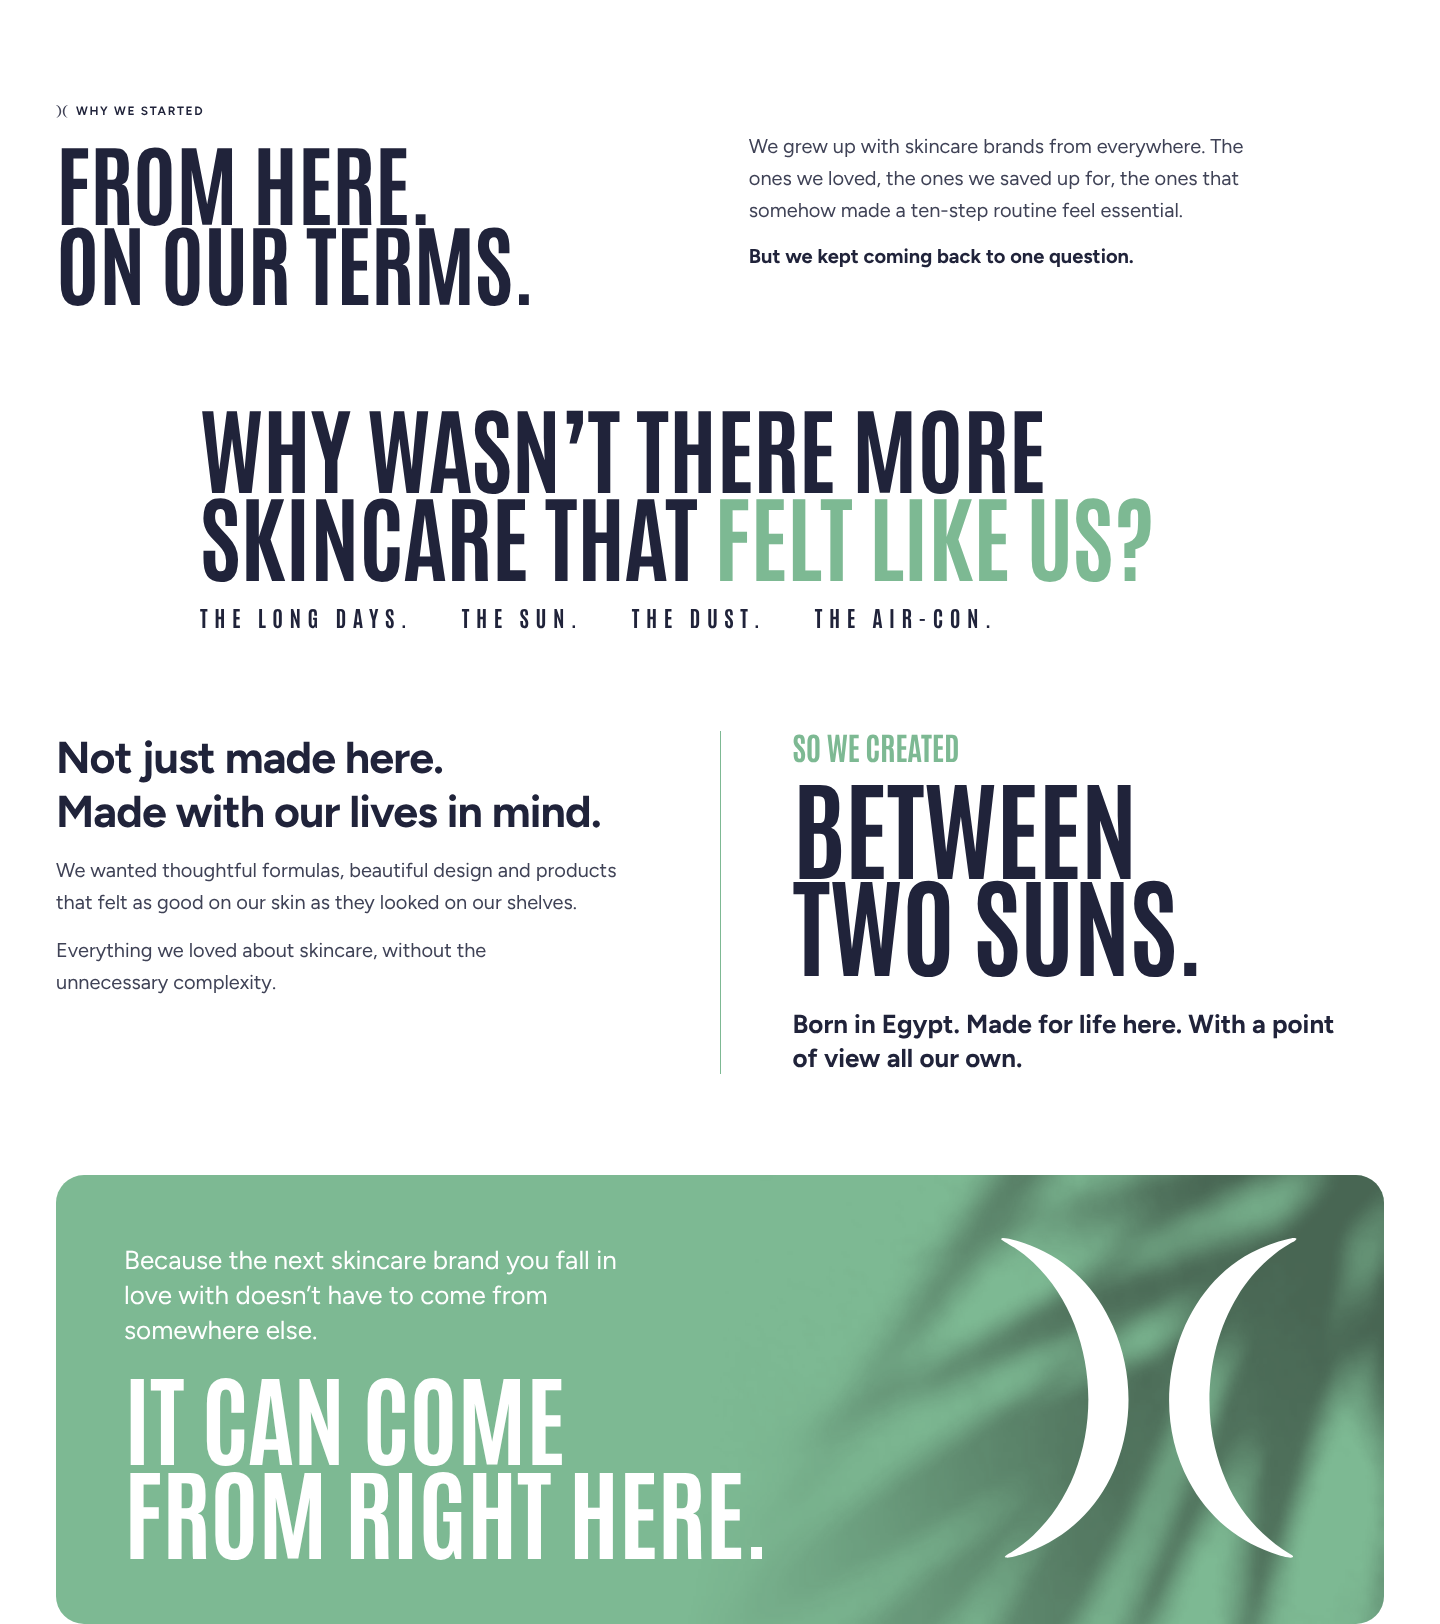 WHY WE STARTED
FROM HERE.
ON OUR TERMS.
We grew up with skincare brands from everywhere. The
ones we loved, the ones we saved up for, the ones that
somehow made a ten-step routine feel essential.
But we kept coming back to one question.
WHY WASN’T THERE MORE
SKINCARE THAT FELT LIKE US?
THE LONG DAYS. THE SUN. THE DUST. THE AIR-CON.
Not just made here.
Made with our lives in mind.
We wanted thoughtful formulas, beautiful design and products
that felt as good on our skin as they looked on our shelves.
Everything we loved about skincare, without the
unnecessary complexity.
SO WE CREATED
BETWEEN
TWO SUNS.
Born in Egypt. Made for life here. With a point
of view all our own.
Because the next skincare brand you fall in
love with doesn’t have to come from
somewhere else.
IT CAN COME
FROM RIGHT HERE.